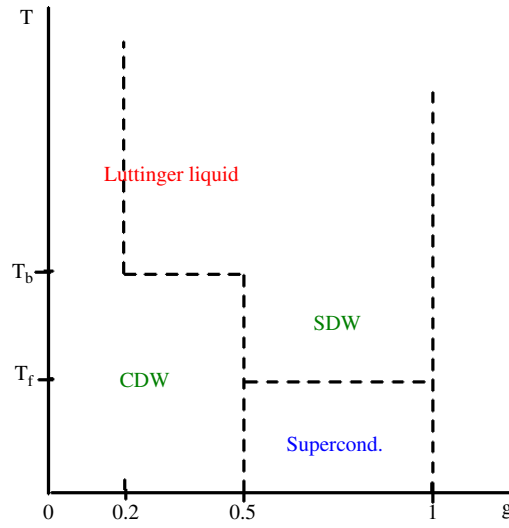 T
Luttinger liquid
T_b
SDW
T_f
CDW
Supercond.
0 0.2 0.5 1 g